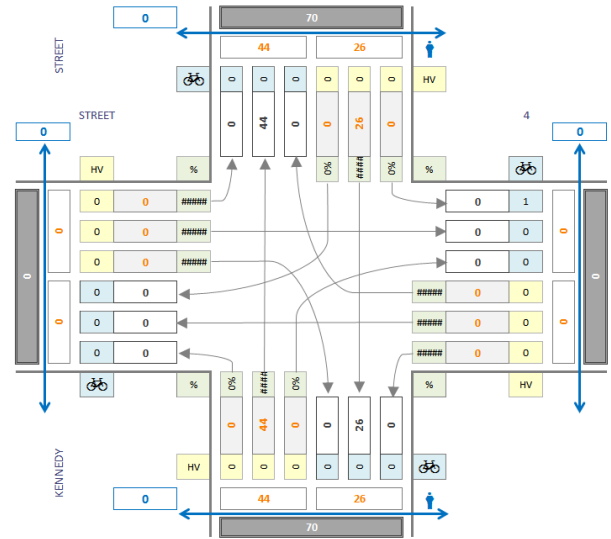 0 70
44 26
STREET
0 0 0 0 0 0 HV
STREET 0 44 0 0 26 0 4
0 0
HV % 0% #### 0% %
0 0 ##### 0 1
0 0 ##### 0 0
0 0 ##### 0 0
0 0 0 0
0 0 ##### 0 0
0 0 ##### 0 0
0 0 ##### 0 0
0 0
% 0% #### 0% % HV
0 44 0 0 26 0
KENNEDY
HV 0 0 0 0 0 0
0 44 26
70